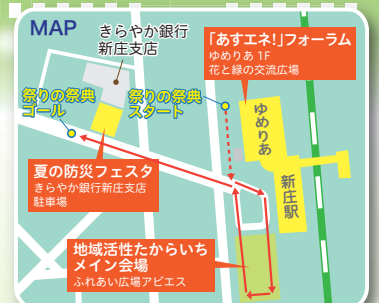 MAP
きらやか銀行
新庄支店
「あすエネ!」フォーラム
ゆめりあ 1F
花と緑の交流広場
祭りの祭典
ゴール
祭りの祭典
スタート
ゆめりあ
新庄駅
夏の防災フェスタ
きらやか銀行新庄支店
駐車場
地域活性たからいち
メイン会場
ふれあい広場アビエス